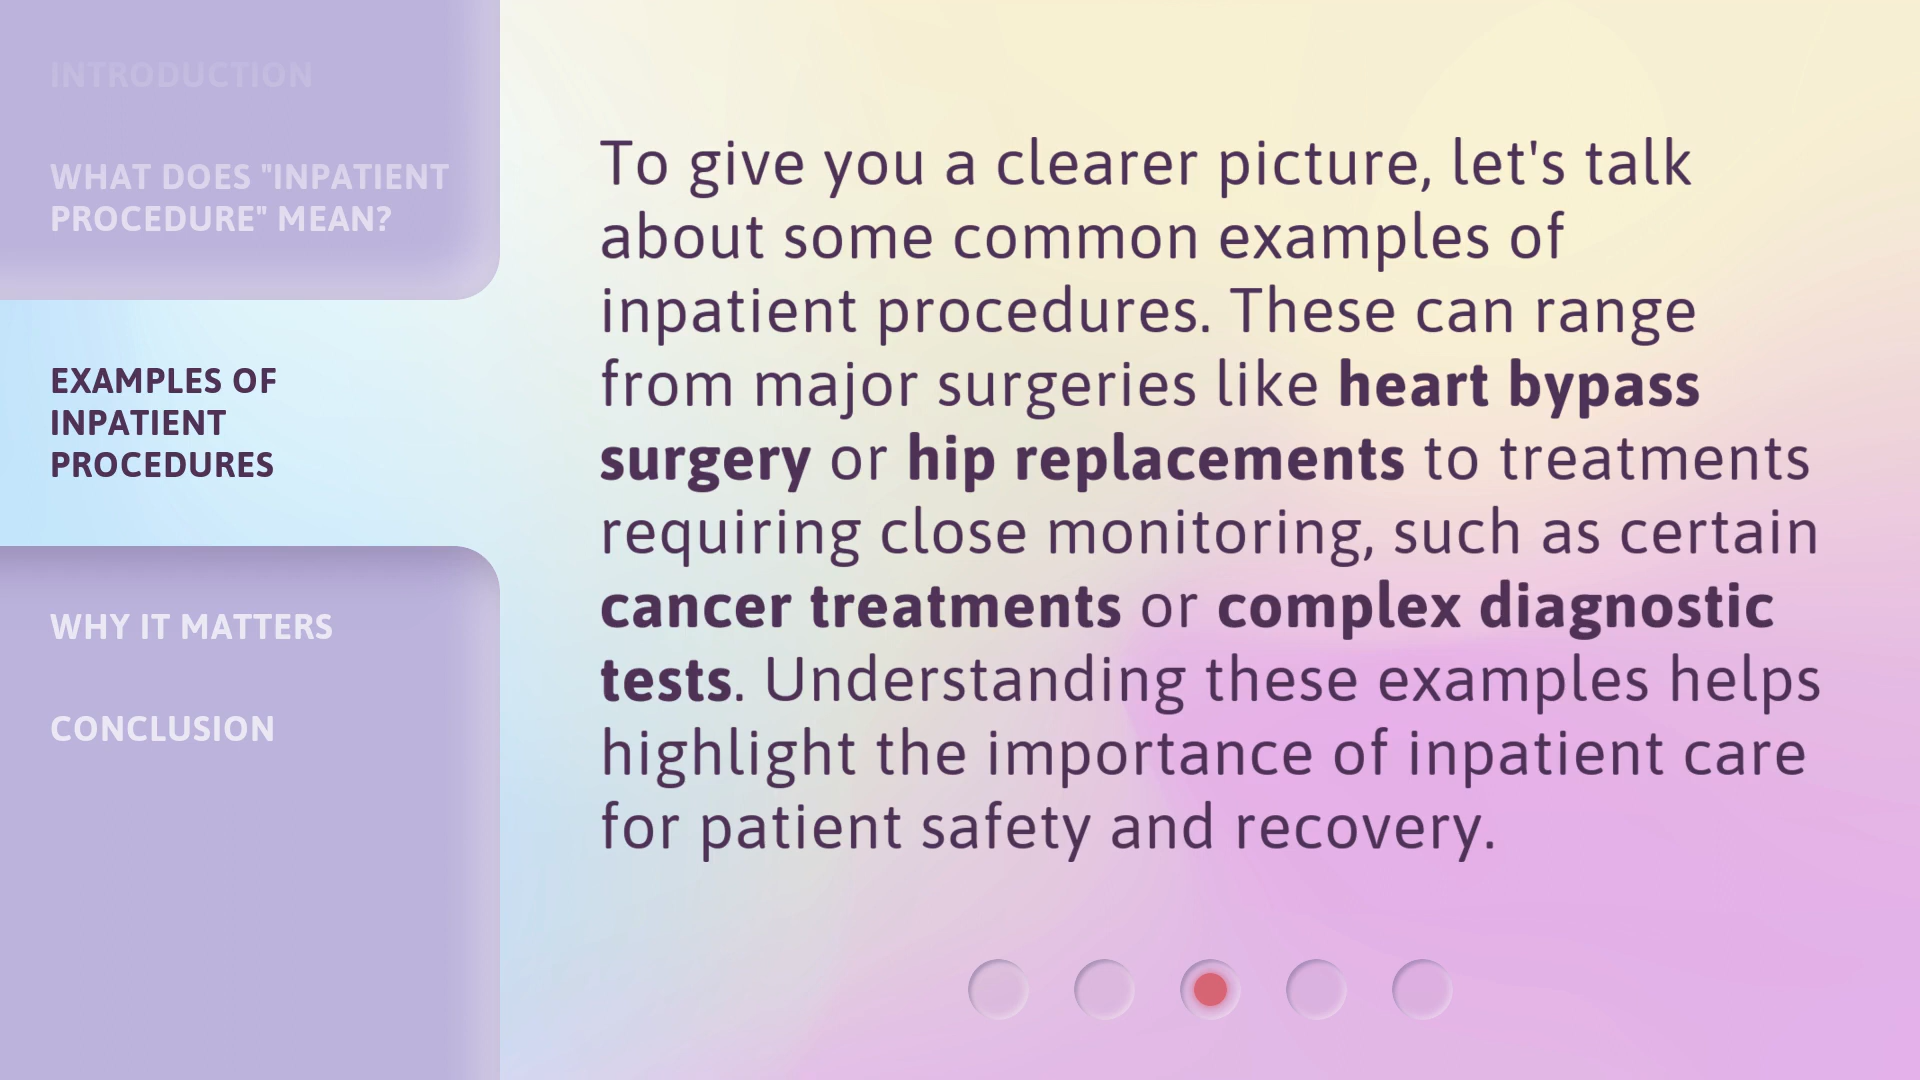 INTRODUCTION
WHAT DOES "INPATIENT
PROCEDURE" MEAN?
EXAMPLES OF
INPATIENT
PROCEDURES
WHY IT MATTERS
CONCLUSION
To give you a clearer picture, let's talk
about some common examples of
inpatient procedures. These can range
from major surgeries like heart bypass
surgery or hip replacements to treatments
requiring close monitoring, such as certain
cancer treatments or complex diagnostic
tests. Understanding these examples helps
highlight the importance of inpatient care
for patient safety and recovery.